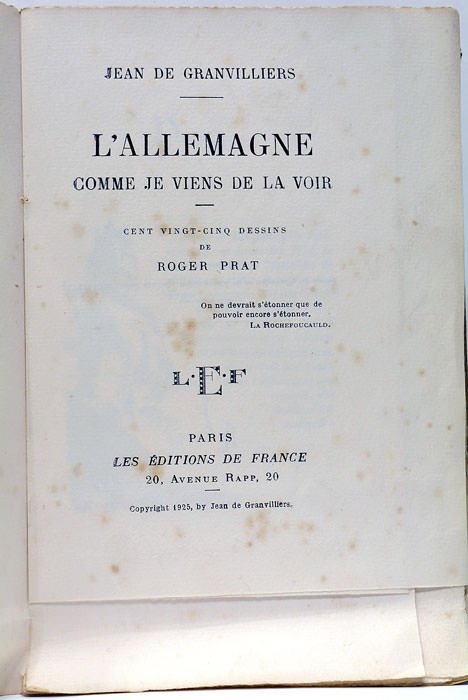 JEAN DE GRANVILLIERS
L'ALLEMAGNE
COMME JE VIENS DE LA VOIR
CENT VINGT-CINQ DESSINS
DE
ROGER PRAT
On ne devrait s'étonner que de
pouvoir encore s'étonner.
LA ROCHEFOUCAULD.
L·E·F
PARIS
LES ÉDITIONS DE FRANCE
20, AVENUE RAPP, 20
Copyright 1925, by Jean de Granvilliers.